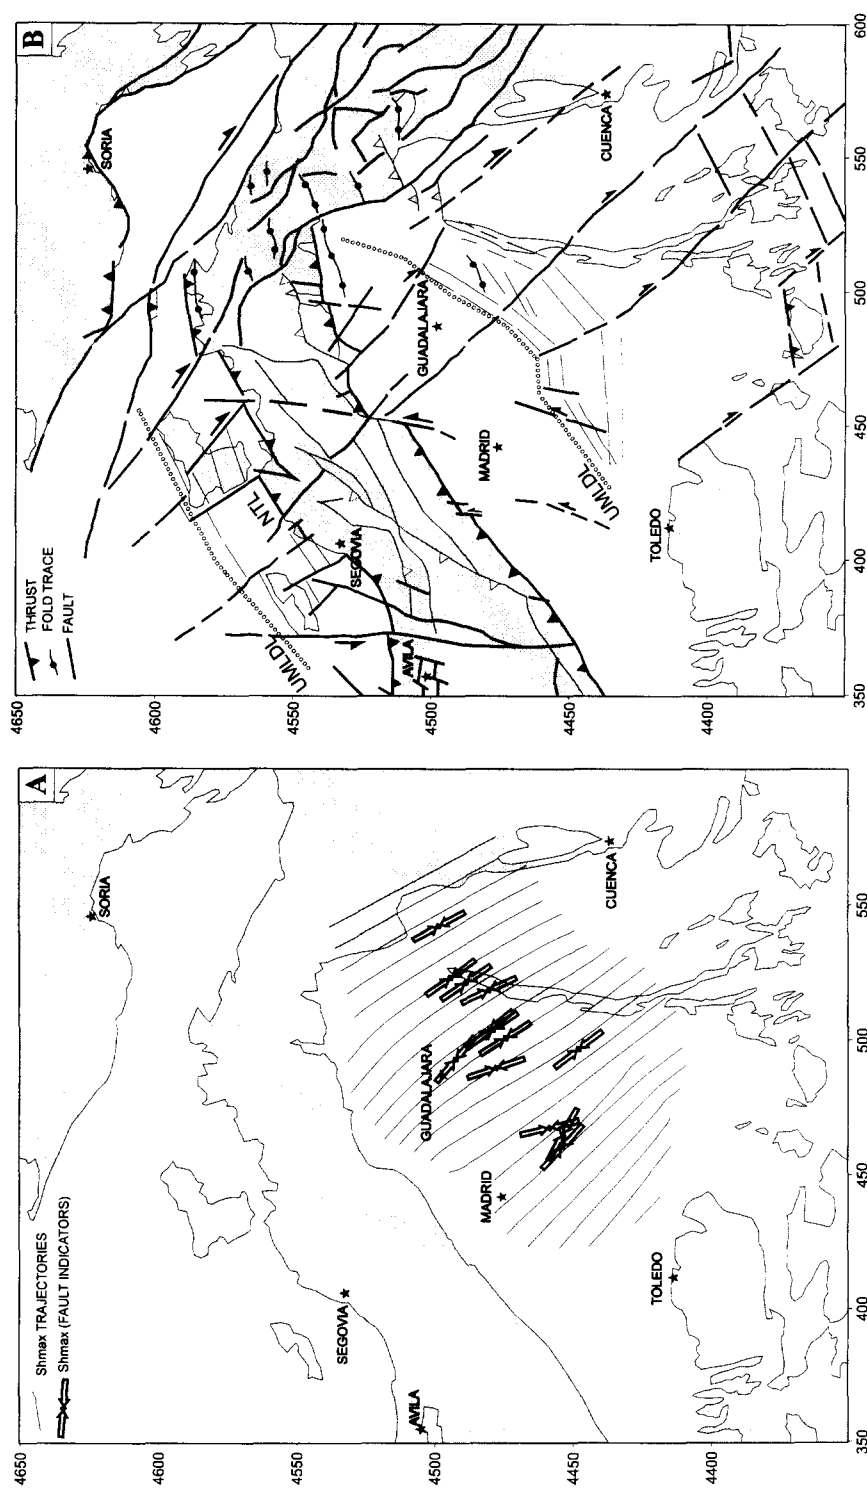 A
Shmax TRAJECTORIES
Shmax (FAULT INDICATORS)
SORIA
SEGOVIA
AVILA
GUADALAJARA
MADRID
CUENCA
TOLEDO
4650
4600
4550
4500
4450
4400
350
400
450
500
550
B
THRUST
FOLD TRACE
FAULT
SORIA
UMLDL
NTL
SEGOVIA
AVILA
GUADALAJARA
MADRID
UMLDL
CUENCA
TOLEDO
4650
4600
4550
4500
4450
4400
350
400
450
500
550
600